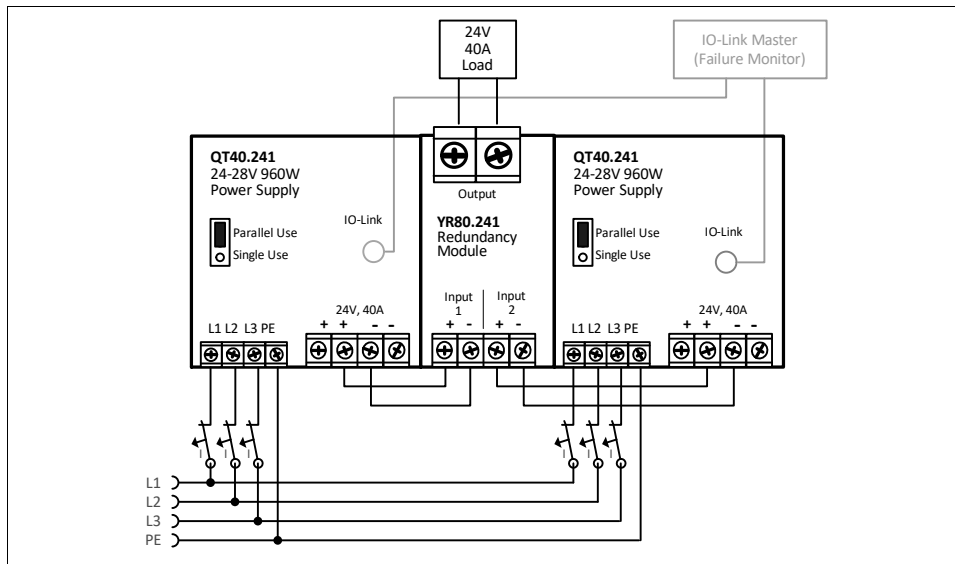 24V
40A
Load
IO-Link Master
(Failure Monitor)
QT40.241
24-28V 960W
Power Supply
IO-Link
Parallel Use
Single Use
24V, 40A
+ + - -
L1 L2 L3 PE
Output
YR80.241
Redundancy
Module
Input
1
Input
2
+ - + -
QT40.241
24-28V 960W
Power Supply
IO-Link
Parallel Use
Single Use
24V, 40A
+ + - -
L1 L2 L3 PE
I I I
I I I
L1
L2
L3
PE